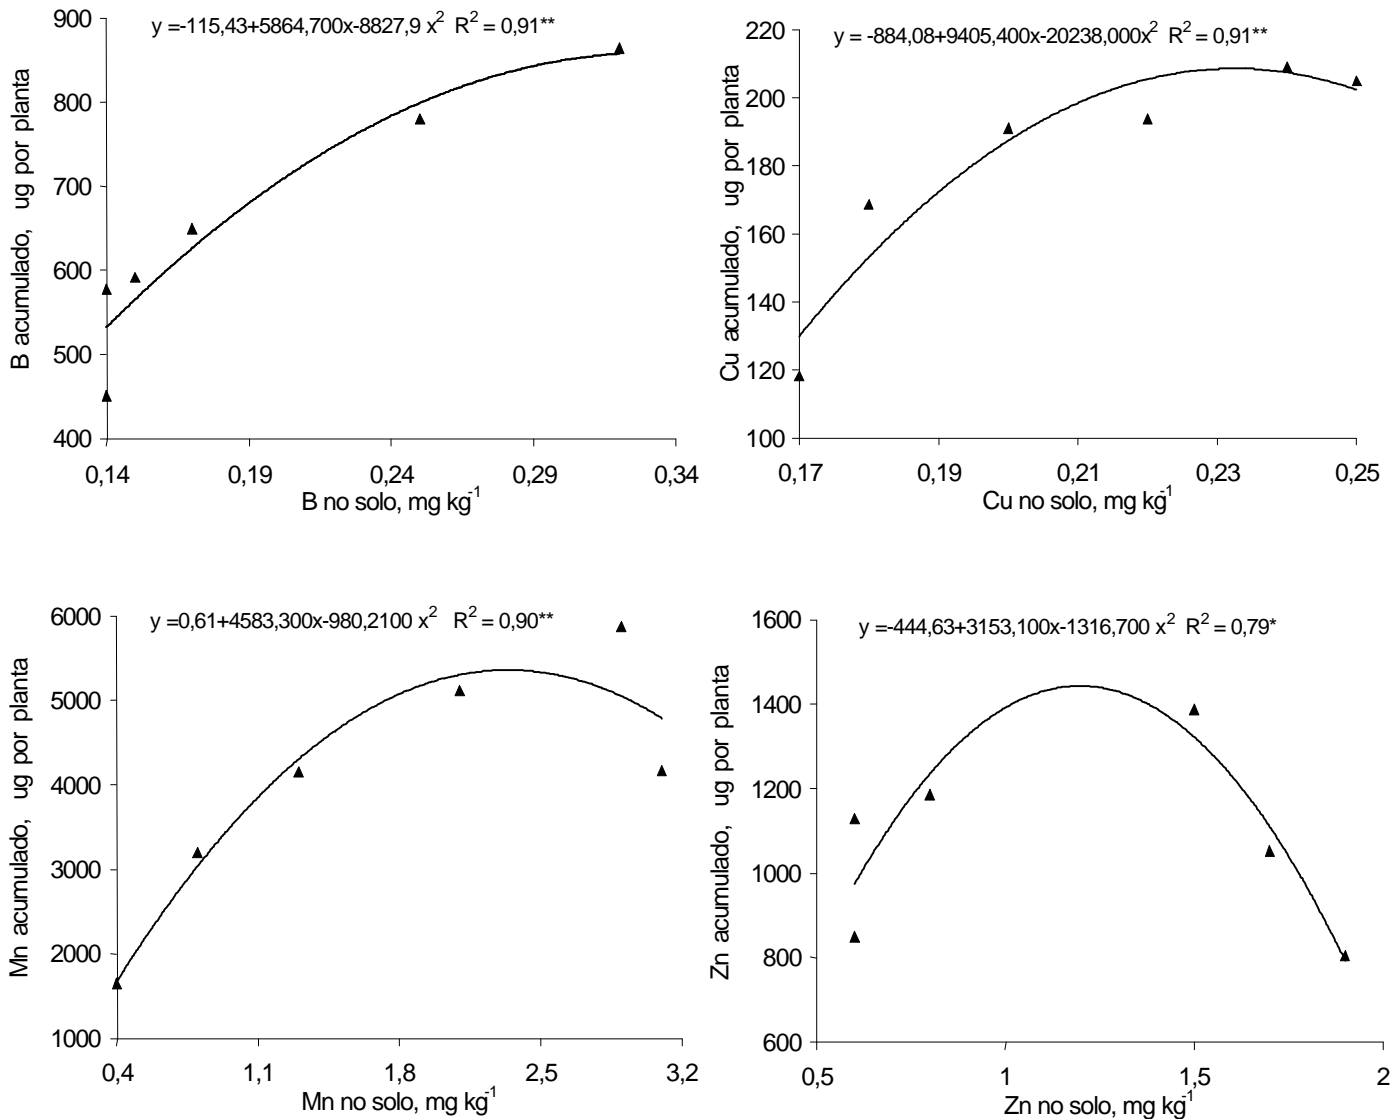 y =-115,43+5864,700x-8827,9 x² R² = 0,91**
B acumulado, ug por planta
900
800
700
600
500
400
0,14 0,19 0,24 0,29 0,34
B no solo, mg kg⁻¹
y = -884,08+9405,400x-20238,000x² R² = 0,91**
Cu acumulado, ug por planta
220
200
180
160
140
120
100
0,17 0,19 0,21 0,23 0,25
Cu no solo, mg kg⁻¹
y =0,61+4583,300x-980,2100 x² R² = 0,90**
Mn acumulado, ug por planta
6000
5000
4000
3000
2000
1000
0,4 1,1 1,8 2,5 3,2
Mn no solo, mg kg⁻¹
y =-444,63+3153,100x-1316,700 x² R² = 0,79*
Zn acumulado, ug por planta
1600
1400
1200
1000
800
600
0,5 1 1,5 2
Zn no solo, mg kg⁻¹